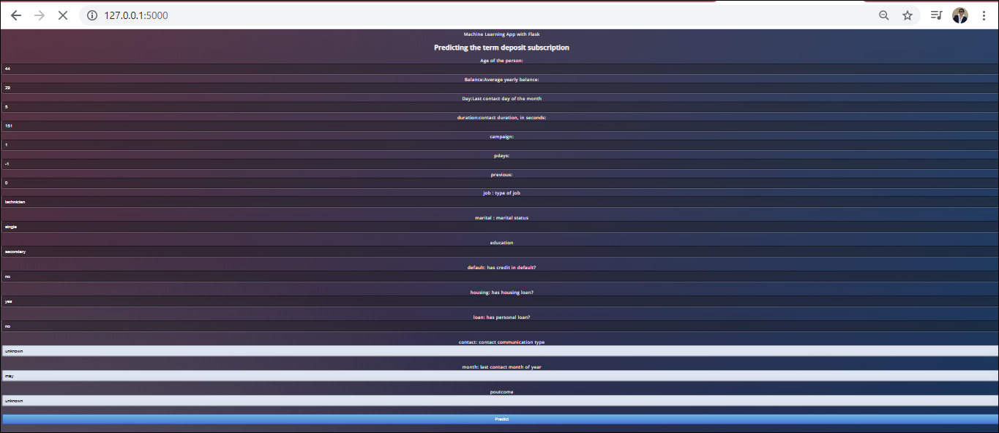 127.0.0.1:5000
Machine Learning App with Flask
Predicting the term deposit subscription
Age of the person:
44
Balance:Average yearly balance:
29
Day:Last contact day of the month
5
duration:contact duration, in seconds:
151
campaign:
1
pdays:
-1
previous:
0
job : type of job
technician
marital : marital status
single
education
secondary
default: has credit in default?
no
housing: has housing loan?
yes
loan: has personal loan?
no
contact: contact communication type
unknown
month: last contact month of year
may
poutcome
unknown
Predict